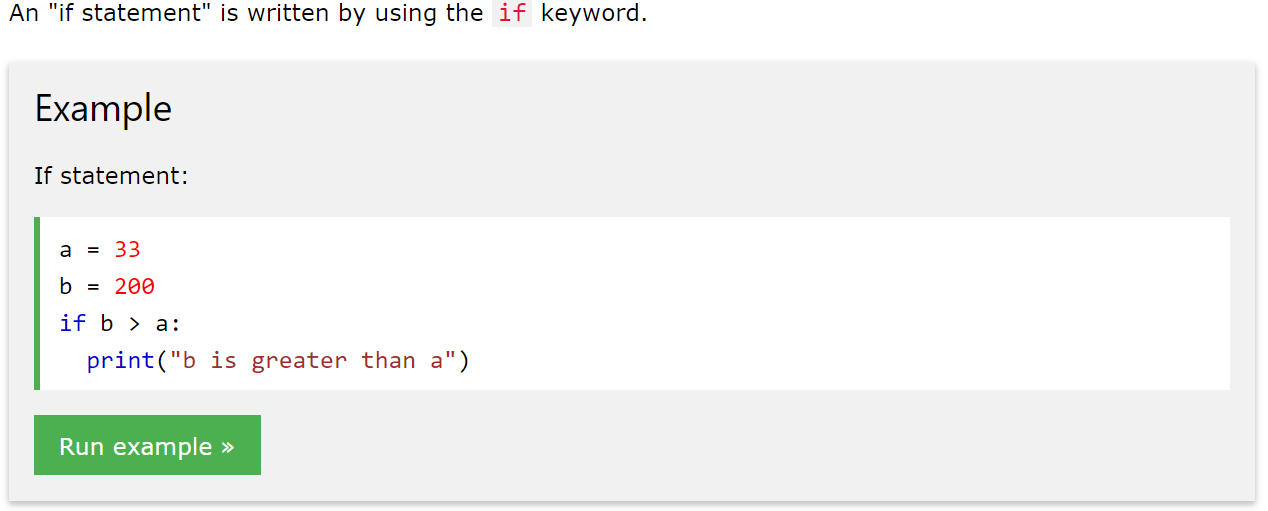 An "if statement" is written by using the if keyword.
Example
If statement:
a = 33
b = 200
if b > a:
  print("b is greater than a")
Run example »